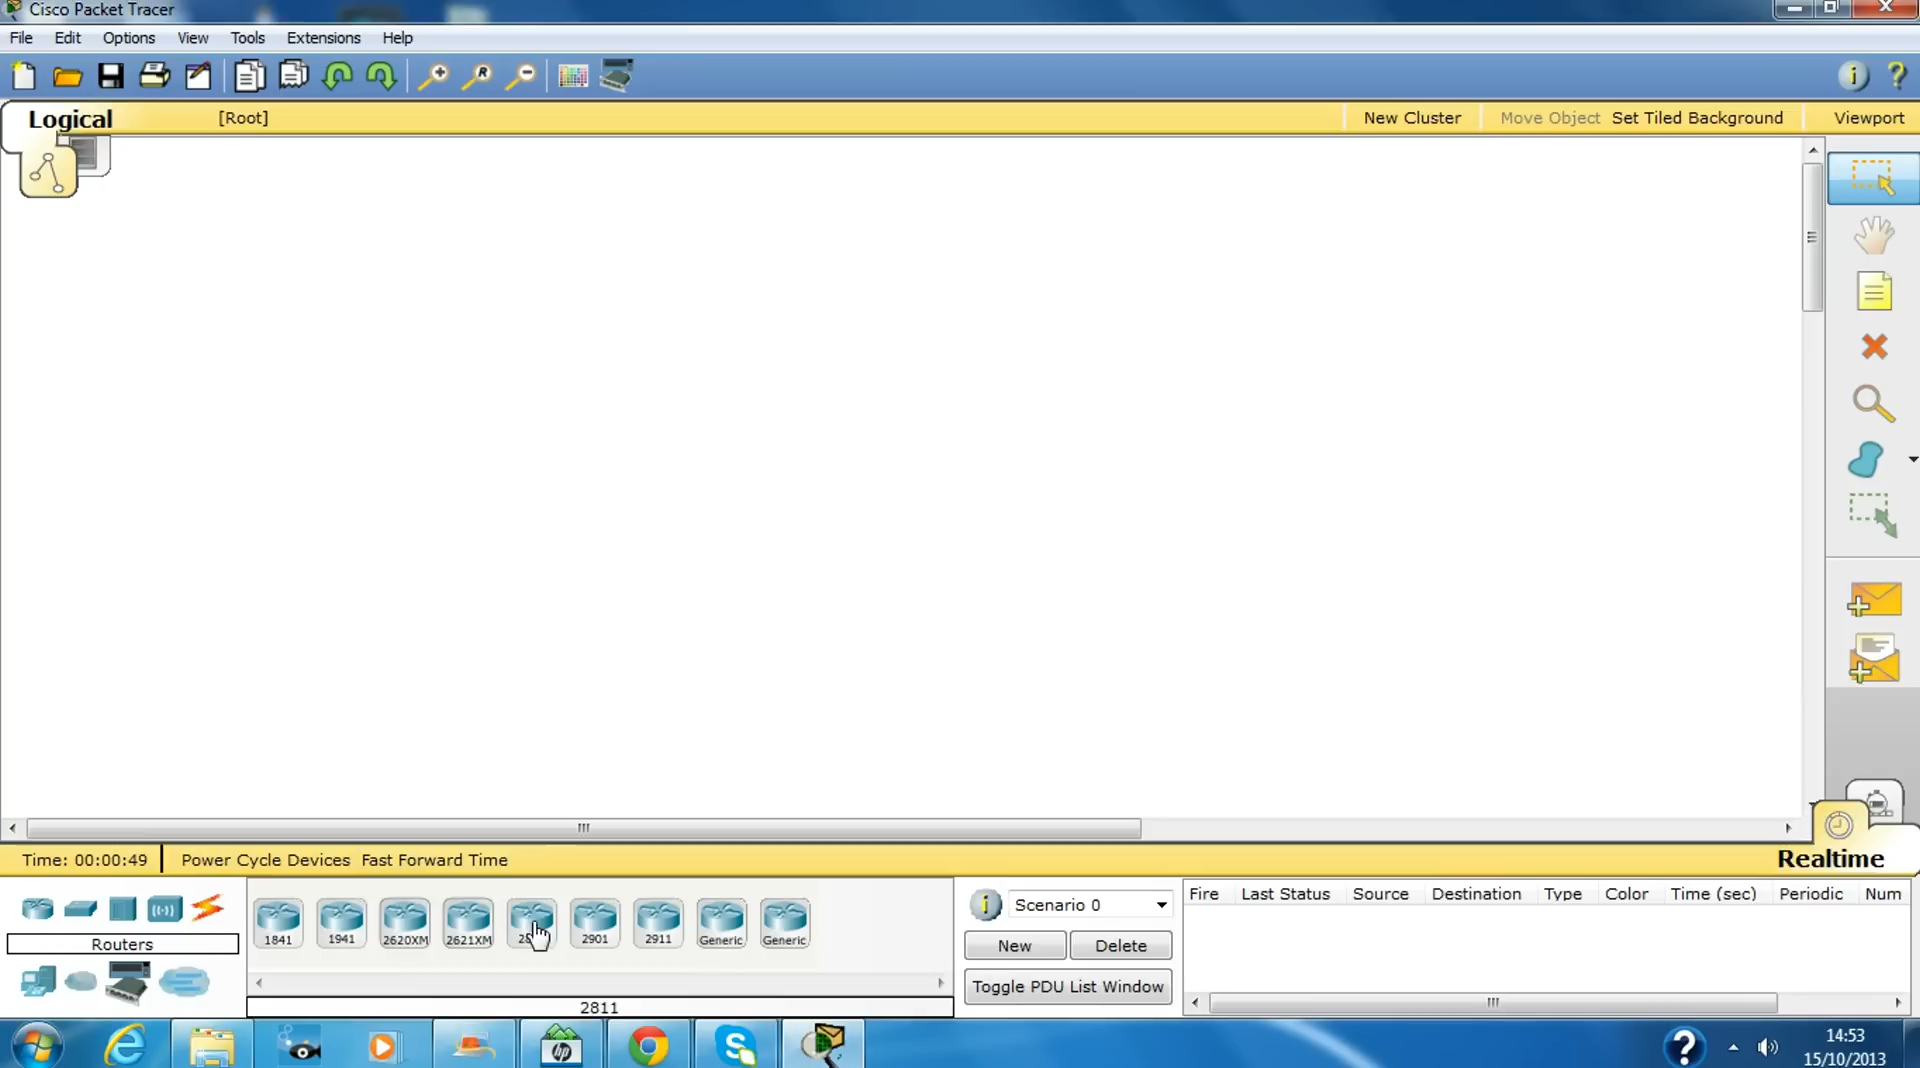 Cisco Packet Tracer
File Edit Options View Tools Extensions Help
Logical [Root] New Cluster Move Object Set Tiled Background Viewport
Time: 00:00:49 Power Cycle Devices Fast Forward Time
Realtime
Fire Last Status Source Destination Type Color Time (sec) Periodic Num
Scenario 0
1841 1941 2620XM 2621XM 2901 2911 Generic Generic
Routers
New Delete
Toggle PDU List Window
2811
14:53
15/10/2013